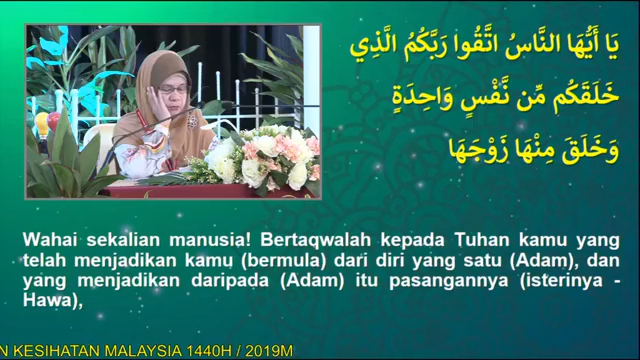 يَا أَيُّهَا النَّاسُ اتَّقُوا رَبَّكُمُ الَّذِي
خَلَقَكُم مِّن نَّفْسٍ وَاحِدَةٍ
وَخَلَقَ مِنْهَا زَوْجَهَا
Wahai sekalian manusia! Bertaqwalah kepada Tuhan kamu yang
telah menjadikan kamu (bermula) dari diri yang satu (Adam), dan
yang menjadikan daripada (Adam) itu pasangannya (isterinya -
Hawa),
N KESIHATAN MALAYSIA 1440H / 2019M